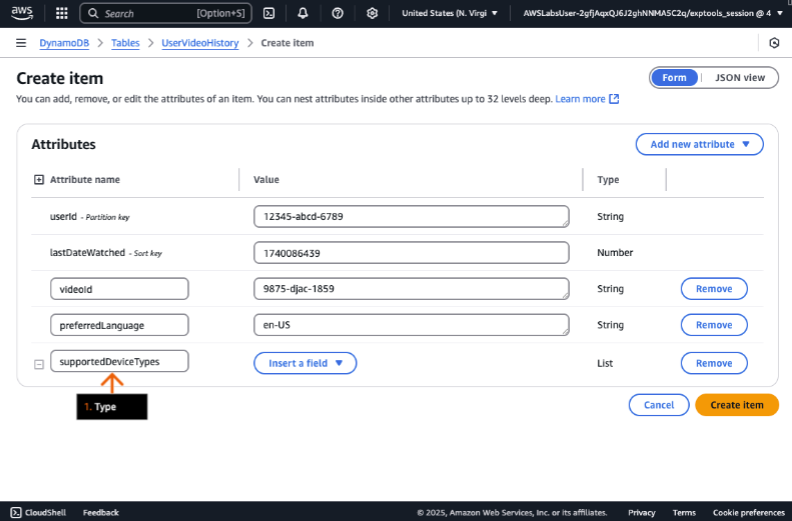 aws Search [Option+S] United States (N. Virgi AWSLabsUser-2gfjAqxQJ6J2ghNNMA5C2q/exptools_session @ 4
DynamoDB Tables UserVideoHistory Create item
Create item
Form JSON view
You can add, remove, or edit the attributes of an item. You can nest attributes inside other attributes up to 32 levels deep. Learn more
Attributes
Add new attribute
Attribute name Value Type
userId - Partition key 12345-abcd-6789 String
lastDateWatched - Sort key 1740086439 Number
videoId 9875-djac-1859 String Remove
preferredLanguage en-US String Remove
supportedDeviceTypes Insert a field List Remove
1. Type
Cancel Create item
CloudShell Feedback © 2025, Amazon Web Services, Inc. or its affiliates. Privacy Terms Cookie preferences